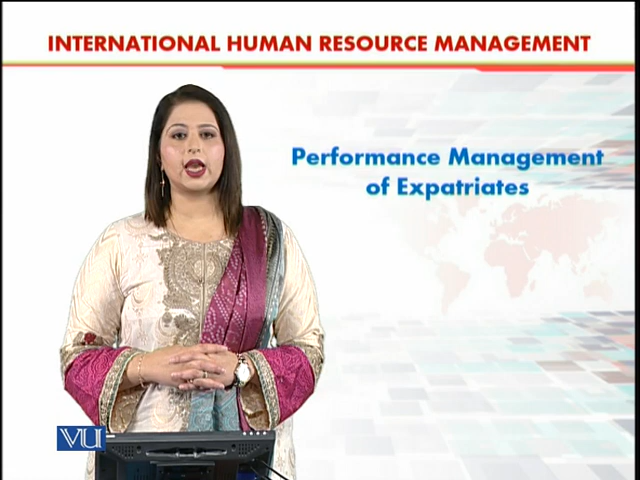 INTERNATIONAL HUMAN RESOURCE MANAGEMENT
Performance Management
of Expatriates
VU